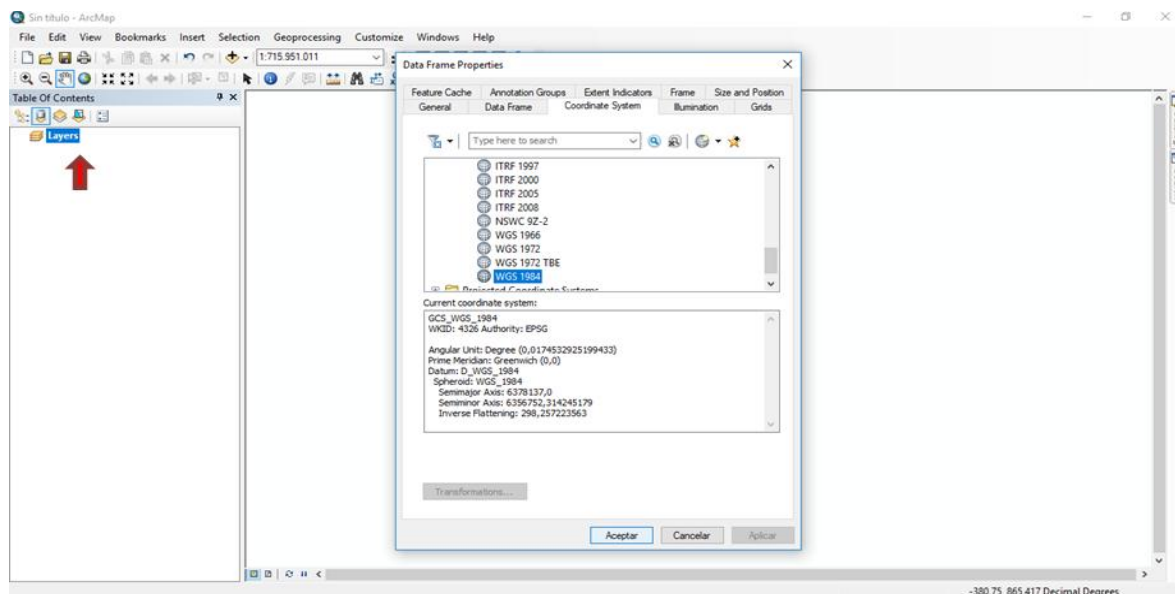 Sin título - ArcMap
File Edit View Bookmarks Insert Selection Geoprocessing Customize Windows Help
1:715.951.011
Table Of Contents
Layers
Data Frame Properties
Feature Cache Annotation Groups Extent Indicators Frame Size and Position
General Data Frame Coordinate System Illumination Grids
Type here to search
ITRF 1997
ITRF 2000
ITRF 2005
ITRF 2008
NSWC 9Z-2
WGS 1966
WGS 1972
WGS 1972 TBE
WGS 1984
Projected Coordinate Systems
Current coordinate system:
GCS_WGS_1984
WKID: 4326 Authority: EPSG
Angular Unit: Degree (0,0174532925199433)
Prime Meridian: Greenwich (0,0)
Datum: D_WGS_1984
Spheroid: WGS_1984
Semimajor Axis: 6378137,0
Semiminor Axis: 6356752,314245179
Inverse Flattening: 298,257223563
Transformations...
Aceptar Cancelar Aplicar
-380,75 865,417 Decimal Degrees